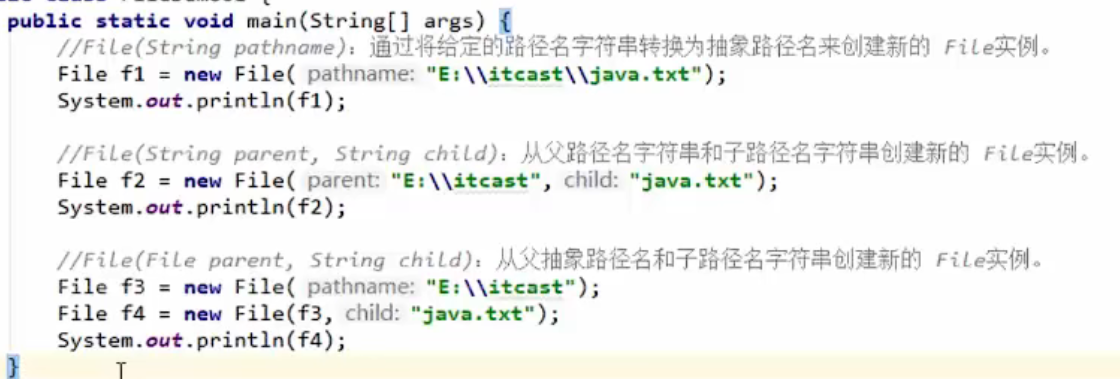 public static void main(String[] args) {
//File(String pathname)：通过将给定的路径名字符串转换为抽象路径名来创建新的 File实例。
File f1 = new File( pathname: "E:\\itcast\\java.txt");
System.out.println(f1);
//File(String parent, String child)：从父路径名字符串和子路径名字符串创建新的 File实例。
File f2 = new File( parent: "E:\\itcast", child: "java.txt");
System.out.println(f2);
//File(File parent, String child)：从父抽象路径名和子路径名字符串创建新的 File实例。
File f3 = new File( pathname: "E:\\itcast");
File f4 = new File(f3, child: "java.txt");
System.out.println(f4);
}